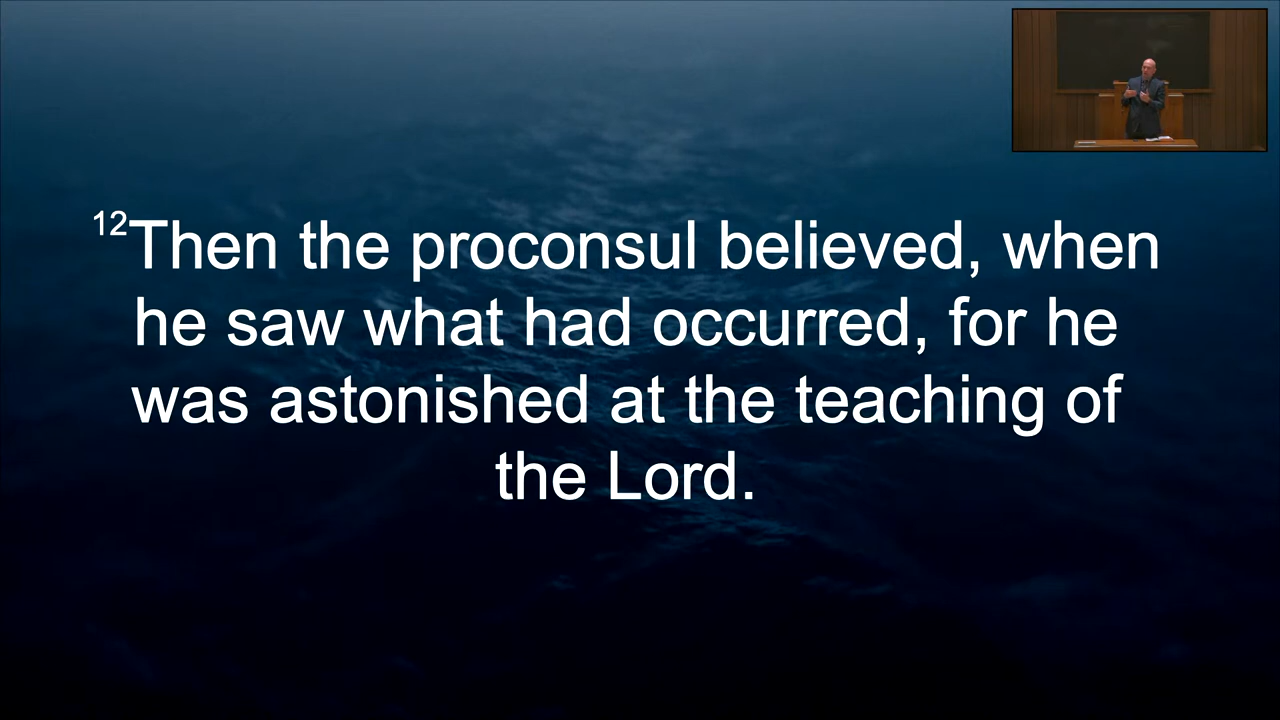 12Then the proconsul believed, when
he saw what had occurred, for he
was astonished at the teaching of
the Lord.